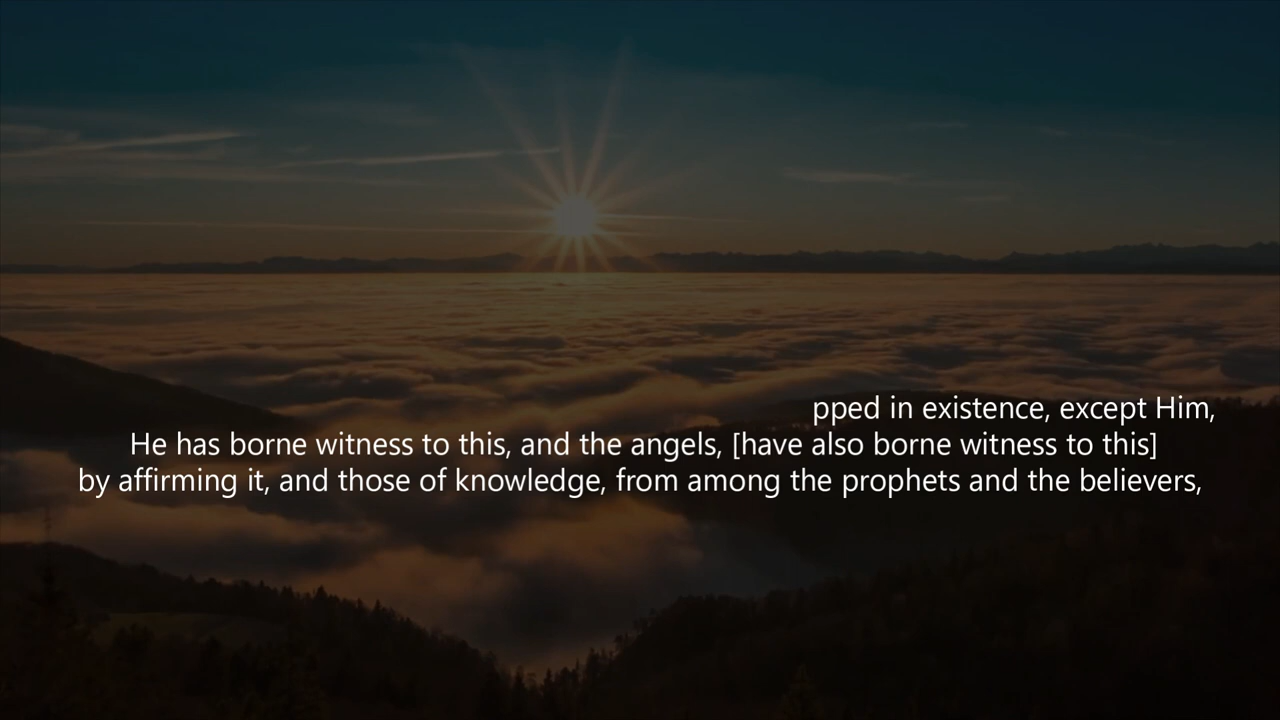 pped in existence, except Him,
He has borne witness to this, and the angels, [have also borne witness to this]
by affirming it, and those of knowledge, from among the prophets and the believers,